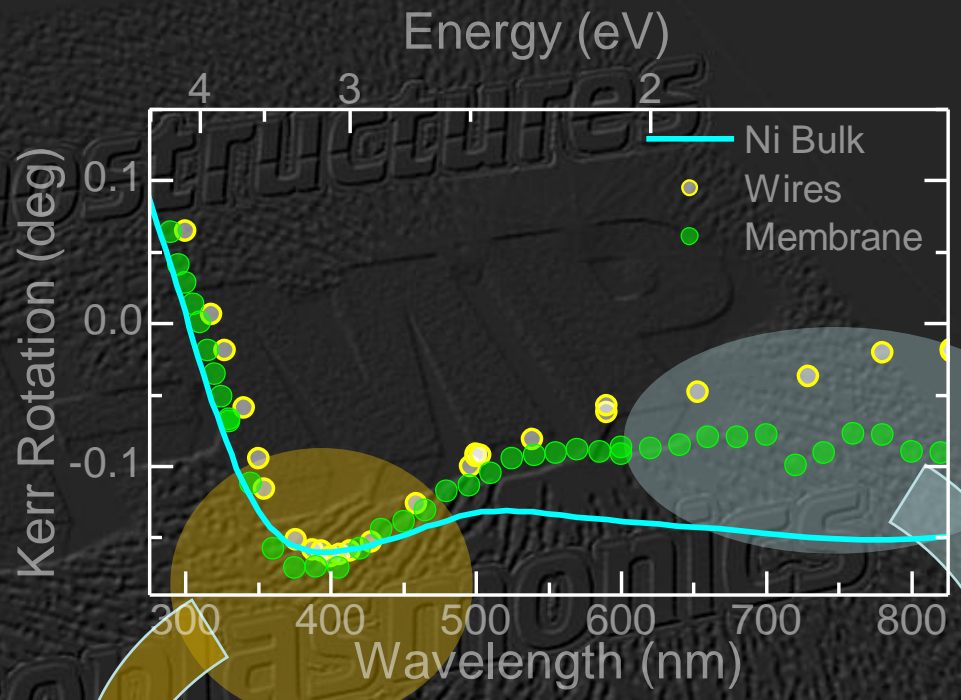 Energy (eV)
4 3 2
Ni Bulk
Wires
Membrane
Kerr Rotation (deg)
0.1
0.0
-0.1
300 400 500 600 700 800
Wavelength (nm)